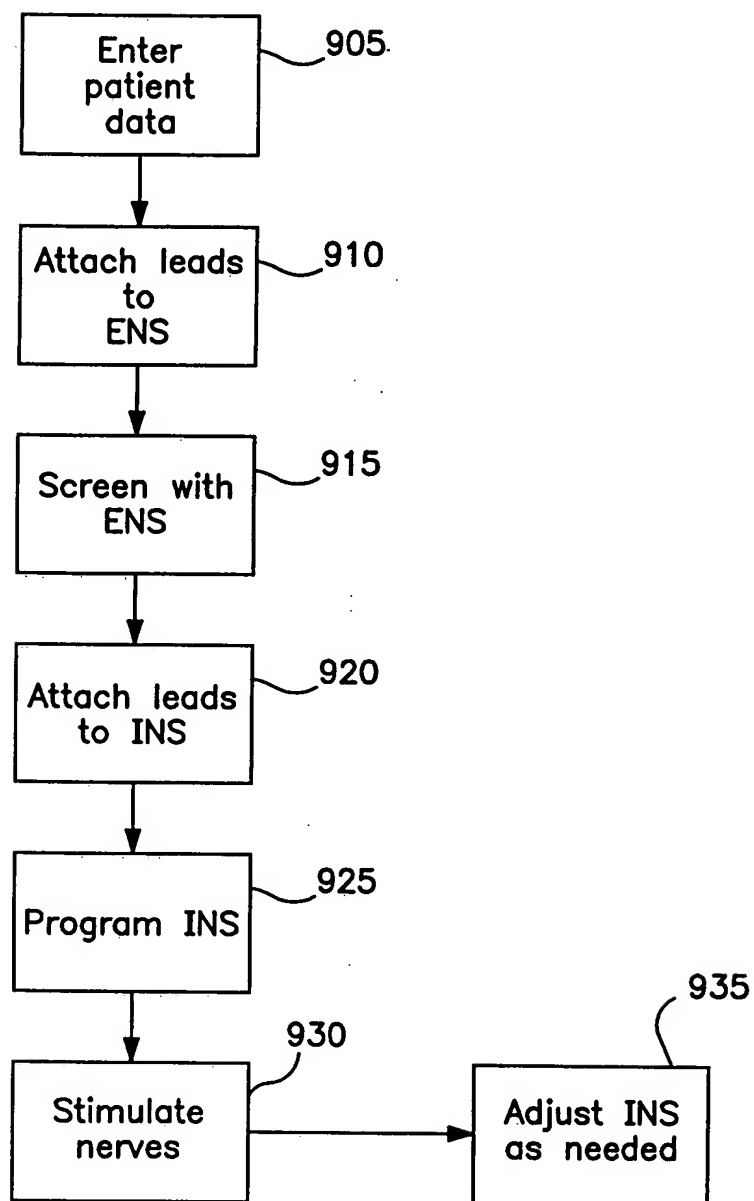 Enter
patient
data
905
Attach leads
to
ENS
910
Screen with
ENS
915
Attach leads
to INS
920
Program INS
925
Stimulate
nerves
930
Adjust INS
as needed
935